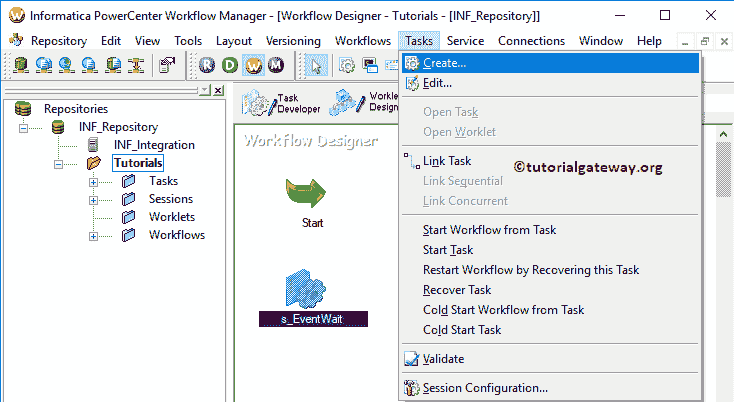 Informatica PowerCenter Workflow Manager - [Workflow Designer - Tutorials - [INF_Repository]]
Repository Edit View Tools Layout Versioning Workflows Tasks Service Connections Window Help
R D W M
Repositories
INF_Repository
INF_Integration
Tutorials
Tasks
Sessions
Worklets
Workflows
Task
Developer
Workle
Design
Workflow Designer
Start
s_EventWait
Create...
Edit...
Open Task
Open Worklet
Link Task
©tutorialgateway.org
Link Sequential
Link Concurrent
Start Workflow from Task
Start Task
Restart Workflow by Recovering this Task
Recover Task
Cold Start Workflow from Task
Cold Start Task
Validate
Session Configuration...